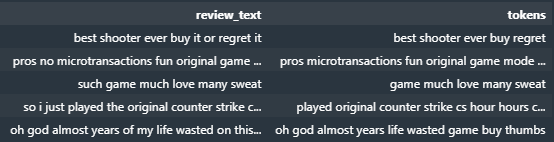 review_text tokens
best shooter ever buy it or regret it best shooter ever buy regret
pros no microtransactions fun original game ... pros microtransactions fun original game mode ...
such game much love many sweat game much love many sweat
so i just played the original counter strike c... played original counter strike cs hour hours c...
oh god almost years of my life wasted on this... oh god almost years life wasted game buy thumbs